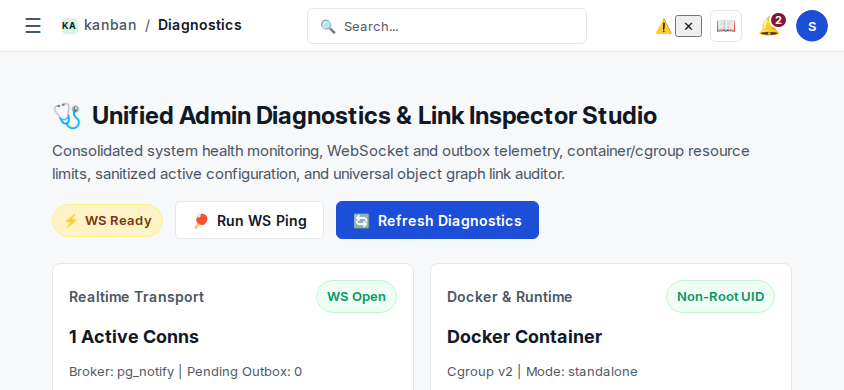 KA kanban / Diagnostics
Search...
2
S
Unified Admin Diagnostics & Link Inspector Studio
Consolidated system health monitoring, WebSocket and outbox telemetry, container/cgroup resource
limits, sanitized active configuration, and universal object graph link auditor.
WS Ready
Run WS Ping
Refresh Diagnostics
Realtime Transport
WS Open
1 Active Conns
Broker: pg_notify | Pending Outbox: 0
Docker & Runtime
Non-Root UID
Docker Container
Cgroup v2 | Mode: standalone